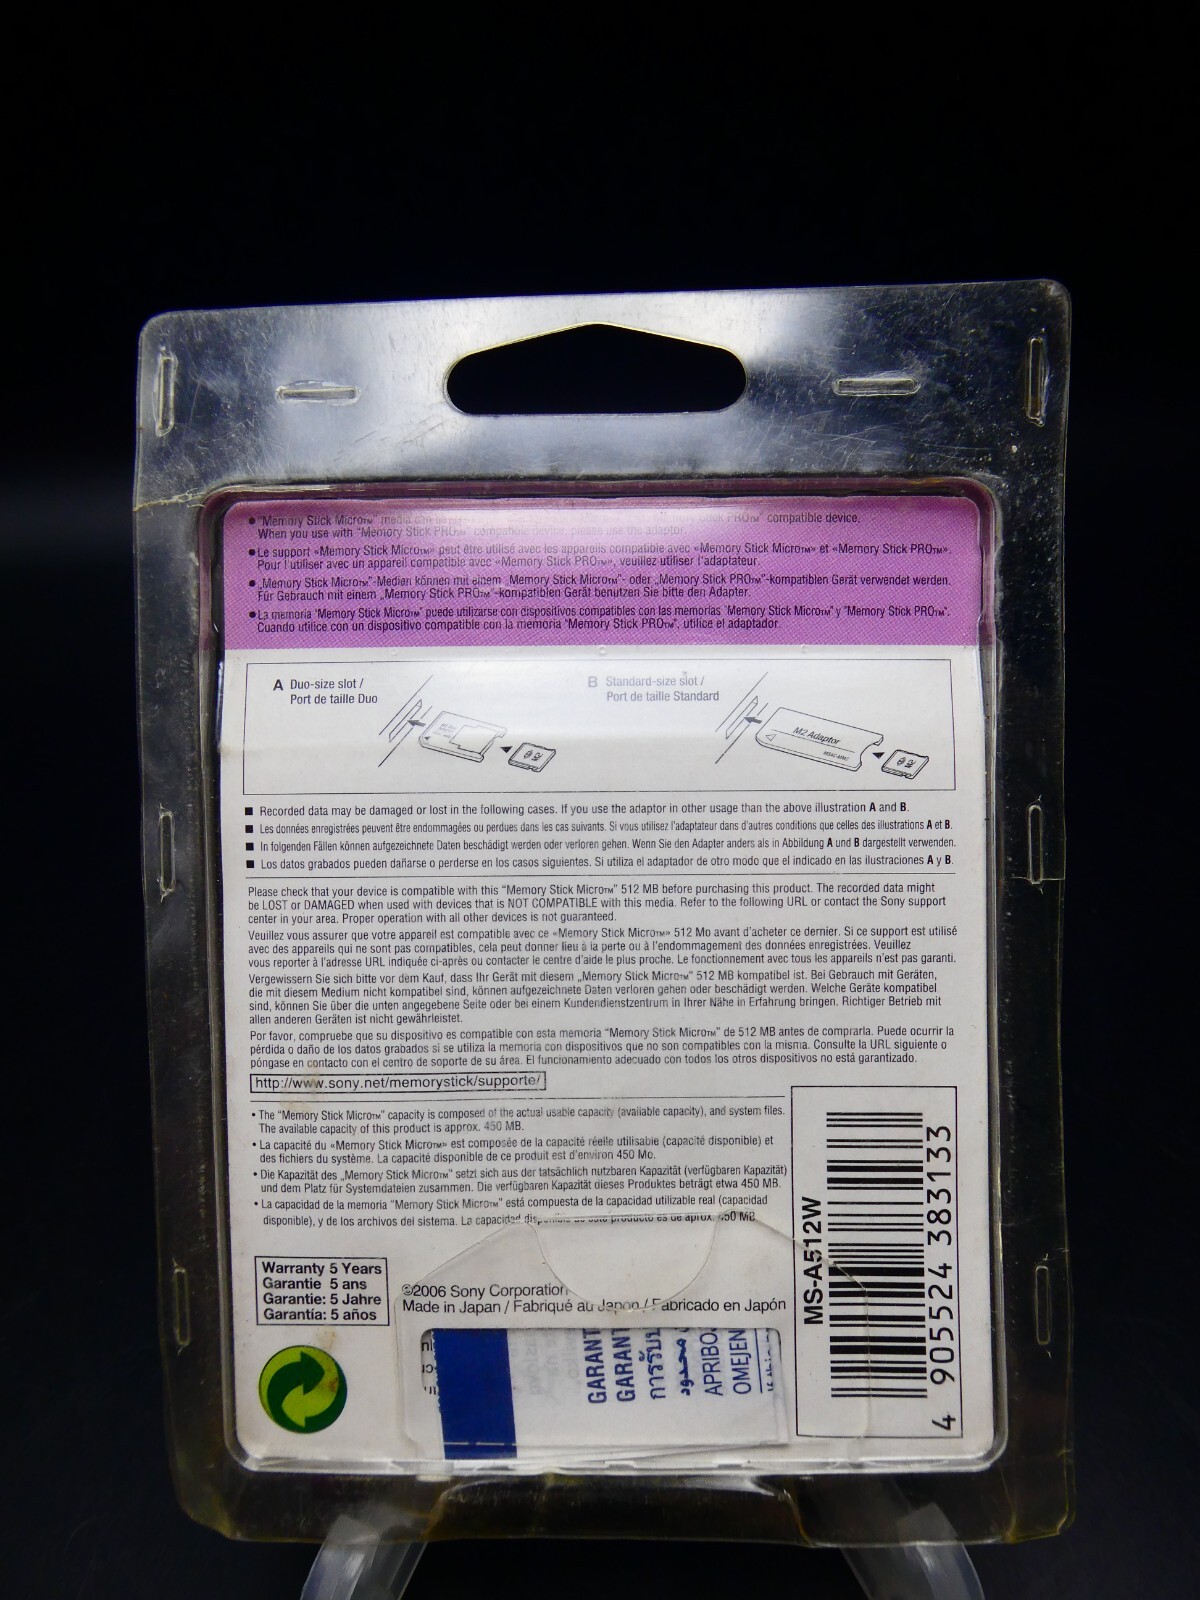 ● "Memory Stick Micro™" media can PRO™" compatible device.
When you use with "Memory Stick PRO™" compatible device, please use the adaptor.
● Le support «Memory Stick Micro™» peut être utilisé avec les appareils compatible avec «Memory Stick Micro™» et «Memory Stick PRO™».
Pour l'utiliser avec un appareil compatible avec «Memory Stick PRO™», veuillez utiliser l'adaptateur.
● „Memory Stick Micro™"-Medien können mit einem „Memory Stick Micro™"- oder „Memory Stick PRO™"-kompatiblen Gerät verwendet werden.
Für Gebrauch mit einem „Memory Stick PRO™"-kompatiblen Gerät benutzen Sie bitte den Adapter.
● La memoria "Memory Stick Micro™" puede utilizarse con dispositivos compatibles con las memorias "Memory Stick Micro™" y "Memory Stick PRO™".
Cuando utilice con un dispositivo compatible con la memoria "Memory Stick PRO™", utilice el adaptador.
A Duo-size slot /
Port de taille Duo
B Standard-size slot /
Port de taille Standard
M2 Adaptor
■ Recorded data may be damaged or lost in the following cases. If you use the adaptor in other usage than the above illustration A and B.
■ Les données enregistrées peuvent être endommagées ou perdues dans les cas suivants. Si vous utilisez l'adaptateur dans d'autres conditions que celles des illustrations A et B.
■ In folgenden Fällen können aufgezeichnete Daten beschädigt werden oder verloren gehen. Wenn Sie den Adapter anders als in Abbildung A und B dargestellt verwenden.
■ Los datos grabados pueden dañarse o perderse en los casos siguientes. Si utiliza el adaptador de otro modo que el indicado en las ilustraciones A y B.
Please check that your device is compatible with this "Memory Stick Micro™" 512 MB before purchasing this product. The recorded data might
be LOST or DAMAGED when used with devices that is NOT COMPATIBLE with this media. Refer to the following URL or contact the Sony support
center in your area. Proper operation with all other devices is not guaranteed.
Veuillez vous assurer que votre appareil est compatible avec ce «Memory Stick Micro™» 512 Mo avant d'acheter ce dernier. Si ce support est utilisé
avec des appareils qui ne sont pas compatibles, cela peut donner lieu à la perte ou à l'endommagement des données enregistrées. Veuillez
vous reporter à l'adresse URL indiquée ci-après ou contacter le centre d'aide le plus proche. Le fonctionnement avec tous les appareils n'est pas garanti.
Vergewissern Sie sich bitte vor dem Kauf, dass Ihr Gerät mit diesem „Memory Stick Micro™" 512 MB kompatibel ist. Bei Gebrauch mit Geräten,
die mit diesem Medium nicht kompatibel sind, können aufgezeichnete Daten verloren gehen oder beschädigt werden. Welche Geräte kompatibel
sind, können Sie über die unten angegebene Seite oder bei einem Kundendienstzentrum in Ihrer Nähe in Erfahrung bringen. Richtiger Betrieb mit
allen anderen Geräten ist nicht gewährleistet.
Por favor, compruebe que su dispositivo es compatible con esta memoria "Memory Stick Micro™" de 512 MB antes de comprarla. Puede ocurrir la
pérdida o daño de los datos grabados si se utiliza la memoria con dispositivos que no son compatibles con la misma. Consulte la URL siguiente o
póngase en contacto con el centro de soporte de su área. El funcionamiento adecuado con todos los otros dispositivos no está garantizado.
http://www.sony.net/memorystick/supporte/
• The "Memory Stick Micro™" capacity is composed of the actual usable capacity (available capacity), and system files.
The available capacity of this product is approx. 450 MB.
• La capacité du «Memory Stick Micro™» est composée de la capacité réelle utilisable (capacité disponible) et
des fichiers du système. La capacité disponible de ce produit est d'environ 450 Mo.
• Die Kapazität des „Memory Stick Micro™" setzt sich aus der tatsächlich nutzbaren Kapazität (verfügbaren Kapazität)
und dem Platz für Systemdateien zusammen. Die verfügbaren Kapazität dieses Produktes beträgt etwa 450 MB.
• La capacidad de la memoria "Memory Stick Micro™" está compuesta de la capacidad utilizable real (capacidad
disponible), y de los archivos del sistema. La capacidad disponible de este producto es de aprox. 450 MB.
Warranty 5 Years
Garantie 5 ans
Garantie: 5 Jahre
Garantía: 5 años
©2006 Sony Corporation
Made in Japan / Fabriqué au Japon / Fabricado en Japón
GARANT
GARANT
การรับ
محدود
APRIBO
OMEJEN
MS-A512W
4 905524 383133